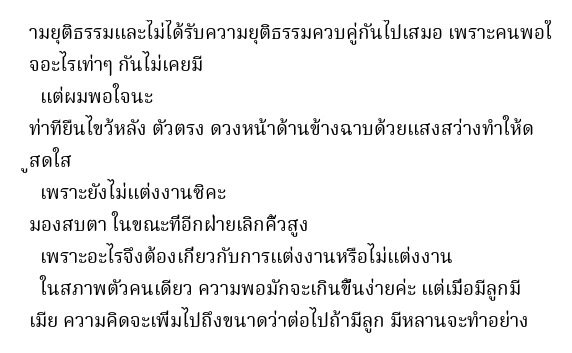 ามยุติธรรมและไม่ได้รับความยุติธรรมควบคู่กันไปเสมอ เพราะคนพอใ
จอะไรเท่าๆ กันไม่เคยมี
แต่ผมพอใจนะ
ท่าทียืนไขว้หลัง ตัวตรง ดวงหน้าด้านข้างฉาบด้วยแสงสว่างทำให้ด
ูสดใส
เพราะยังไม่แต่งงานซิคะ
มองสบตา ในขณะที่อีกฝ่ายเลิกคิ้วสูง
เพราะอะไรจึงต้องเกี่ยวกับการแต่งงานหรือไม่แต่งงาน
ในสภาพตัวคนเดียว ความพอมักจะเกินขึ้นง่ายค่ะ แต่เมื่อมีลูกมี
เมีย ความคิดจะเพิ่มไปถึงขนาดว่าต่อไปถ้ามีลูก มีหลานจะทำอย่าง